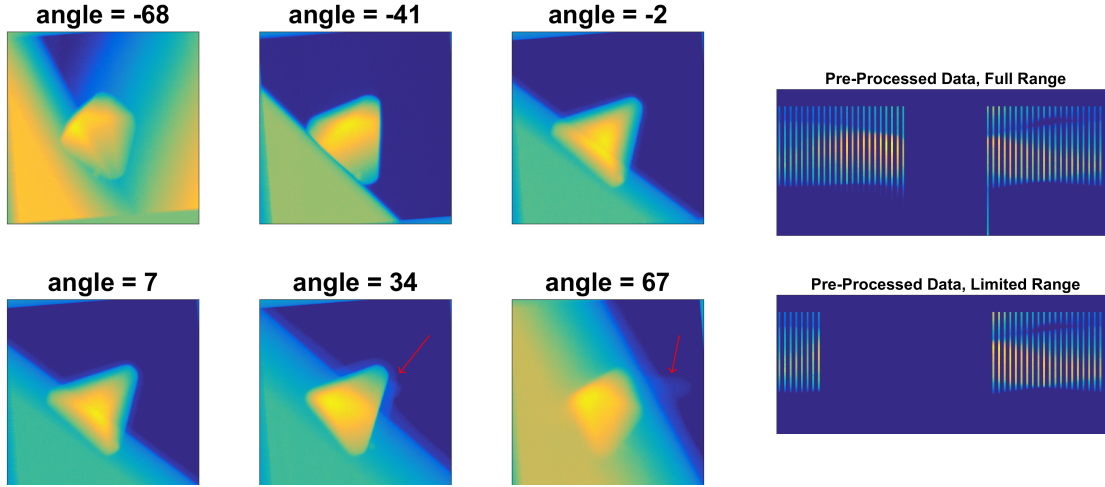 angle = -68
angle = -41
angle = -2
Pre-Processed Data, Full Range
angle = 7
angle = 34
angle = 67
Pre-Processed Data, Limited Range